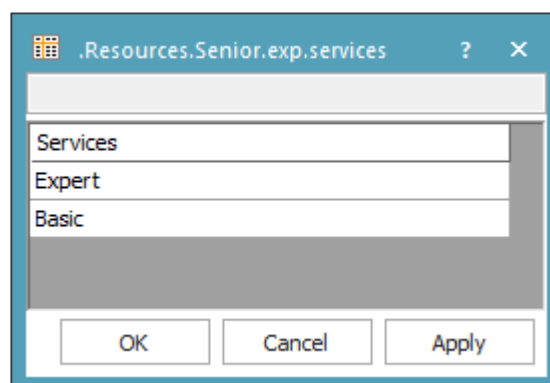 .Resources.Senior.exp.services ? ×
Services
Expert
Basic
OK Cancel Apply